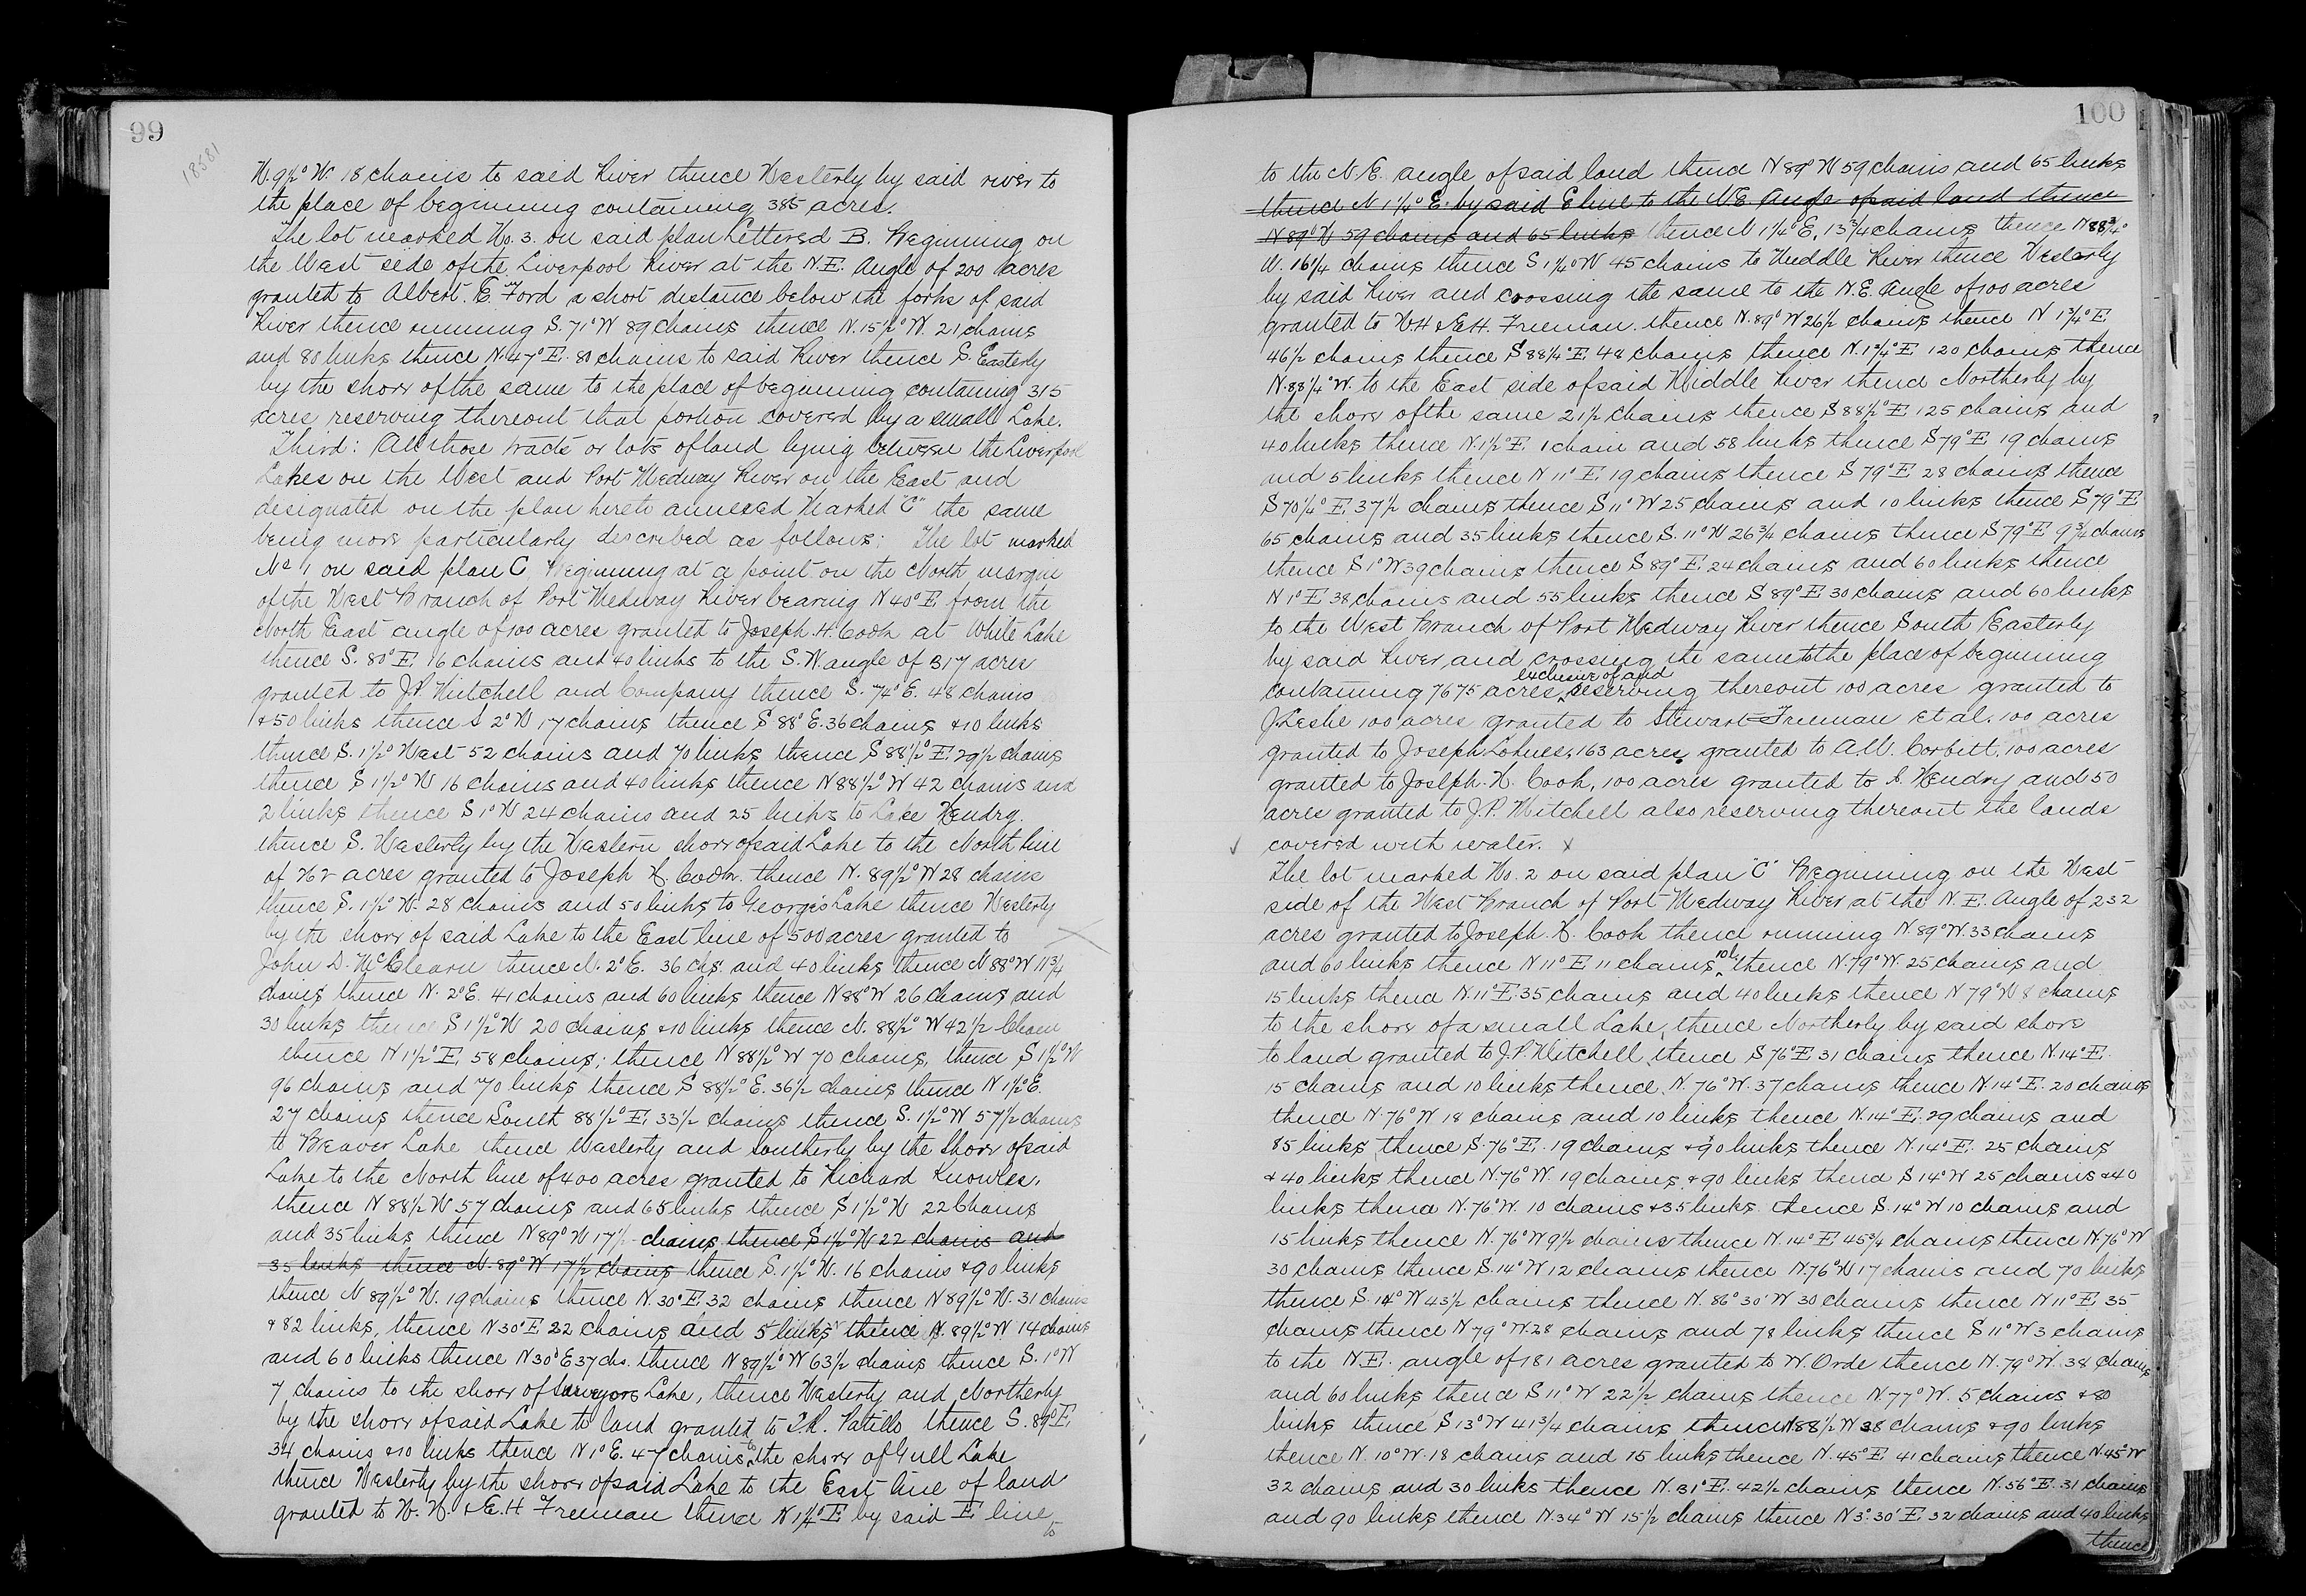 99
18581
N. 9½° W. 18 chains to said River thence Westerly by said river to
the place of beginning containing 385 acres.
The lot marked No. 3. on said plan Lettered B. Beginning on
the West side of the Liverpool River at the N.E. Angle of 200 acres
granted to Albert. E. Ford a short distance below the forks of said
River thence running S. 71° W 89 chains thence N. 15½° W. 21 chains
and 80 links thence N. 47° E. 80 chains to said River thence S. Easterly
by the shore of the same to the place of beginning containing 315
acres reserving thereout that portion covered by a small Lake.
Third: All those tracts or lots of land lying between the Liverpool
Lakes on the West and Port Medway River on the East and
designated on the plan hereto annexed Marked "C" the same
being more particularly described as follows: The lot marked
No 1 on said plan C Beginning at a point on the North margin
of the West Branch of Port Medway River bearing N 40° E from the
North East angle of 100 acres granted to Joseph. H. Cook at White Lake
thence S. 80° E. 16 chains and 40 links to the S.W. angle of 317 acres
granted to J.P. Mitchell and Company thence S. 74° E. 48 chains
& 50 links thence S 2° W 17 chains thence S 88° E. 36 chains & 10 links
thence S. 1½° West 52 chains and 70 links thence S 88½° E. 29½ chains
thence S 1½° W 16 chains and 40 links thence N 88½° W 42 chains and
2 links thence S 1° W 24 chains and 25 links to Lake Hendry.
thence S. Westerly by the Western shore of said Lake to the North line
of acres granted to Joseph H. Cook. thence N. 89½° W 28 chains
thence S. 1½° W. 28 chains and 50 links to George's Lake thence Westerly
by the shore of said Lake to the East line of 500 acres granted to
John D. McClearn thence N. 2° E. 36 chs. and 40 links thence N 88° W 11¾
chains thence N. 2° E. 41 chains and 60 links thence N 88° W 26 chains and
30 links thence S 1½° W 20 chains & 10 links thence N. 88½° W 42½ Chain
thence N 1½° E. 58 chains; thence N 88½° W 70 chains, thence S 1½° W
96 chains and 70 links thence S 88½° E. 36½ chains thence N 1½° E.
27 chains thence South 88½° E. 33½ chains thence S. 1½° W 57½ chains
to Beaver Lake thence Westerly and Southerly by the Shore of said
Lake to the North line of 400 acres granted to Richard Knowles,
thence N 88½ W 57 chains and 65 links thence S 1½° W 22 Chains
and 35 links thence N 89° W 17½ chains thence S 1½° W 22 chains and
35 links thence N. 89° W 17½ chains thence S. 1½° W. 16 chains & 90 links
thence N 89½° W. 19 chains thence N. 30° E 32 chains thence N 89½° W. 31 chains
& 82 links, thence N 30° E 22 chains and 5 links thence N. 89½° W 14 chains
and 60 links thence N 30° E 37 chs. thence N 89½° W 63½ chains thence S. 1° W
7 chains to the shore of Surveyors Lake, thence Westerly and Northerly
by the shore of said Lake to land granted to Patillo thence S. 89° E.
34 chains & 10 links thence N 1° E. 47 chains to the shore of Gull Lake
thence Westerly by the shore of said Lake to the East line of land
granted to W. H. & E. H Freeman thence N 1¼° E by said E line
to
100
to the N. E. angle of said land thence N 89° W 59 chains and 65 links
thence N 1¼° E. by said E line to the N.E. Angle of said land thence
N 89° W 59 chains and 65 links thence N 1¼° E. 13¾ chains thence N 88¾°
W. 16¼ chains thence S 1¼° W 45 chains to Middle River thence Westerly
by said River and crossing the same to the N.E. angle of 100 acres
granted to W.H & E.H. Freeman. thence N. 89° W 26½ chains thence N 1¾° E
46½ chains thence S 88¼° E 48 chains thence N. 1¾° E 120 chains thence
N. 88¼° W. to the East side of said Middle River thence Northerly by
the shore of the same 21½ chains thence S 88½° E 125 chains and
40 links thence N. 1½° E. 1 chain and 58 links thence S 79° E 19 chains
and 5 links thence N 11° E. 19 chains thence S 79° E 28 chains thence
S 70¼° E. 37½ chains thence S 11° W 25 chains and 10 links thence S 79° E
65 chains and 35 links thence S. 11° W 26¾ chains thence S 79° E 9¾ chains
thence S 1° W 39 chains thence S 89° E. 24 chains and 60 links thence
N 1° E 38 chains and 55 links thence S 89° E 30 chains and 60 links
to the West Branch of Port Medway River thence South Easterly
by said River and crossing the same to the place of beginning
containing 7675 acres exclusive of and reserving thereout 100 acres granted to
J. Leslie 100 acres granted to Stewart Freeman et al. 100 acres
granted to Joseph Lohnes, 163 acres granted to A.W. Corbitt. 100 acres
granted to Joseph. H. Cook, 100 acres granted to Hendry and 50
acres granted to J.P. Mitchell also reserving thereout the lands
covered with water. x
The lot marked No. 2 on said plan "C" Beginning on the West
side of the West Branch of Port Medway River at the N. E. Angle of 232
acres granted to Joseph. H. Cook thence running N. 89° W. 33 chains
and 60 links thence N 11° E 11 chains 10 lks thence N. 79° W. 25 chains and
15 links thence N. 11° E. 35 chains and 40 links thence N 79° W 8 chains
to the shore of a small Lake, thence Northerly by said shore
to land granted to J.P. Mitchell, thence S 76° E 31 chains thence N. 14° E.
15 chains and 10 links thence N. 76° W. 37 chains thence N. 14° E. 20 chains
thence N. 76° W 18 chains and 10 links thence N. 14° E. 29 chains and
85 links thence S. 76° E. 19 chains & 90 links thence N. 14° E. 25 chains
& 40 links thence N. 76° W. 19 chains & 90 links thence S 14° W 25 chains & 40
links thence N. 76° W. 10 chains & 35 links. thence S. 14° W 10 chains and
15 links thence N. 76° W 9½ chains thence N. 14° E 45¾ chains thence N. 76° W
30 chains thence S. 14° W 12 chains thence N. 76° W 17 chains and 70 links
thence S. 14° W 43½ chains thence N. 86° 30' W 30 chains thence N 11° E. 35
chains thence N 79° W. 28 chains and 78 links thence S 11° W 3 chains
to the N.E. angle of 181 acres granted to W. Orde thence N. 79° W. 38 chains
and 60 links thence S 11° W 22½ chains thence N 77° W. 5 chains & 80
links thence S 13° W 41¾ chains thence N 88½ W 38 chains & 90 links
thence N. 10° W. 18 chains and 15 links thence N. 45° E 41 chains thence N. 45° W
32 chains and 30 links thence N. 31° E. 42½ chains thence N. 56° E. 31 chains
and 90 links thence N. 34° W 15½ chains thence N 3° 30' E. 32 chains and 40 links
thence